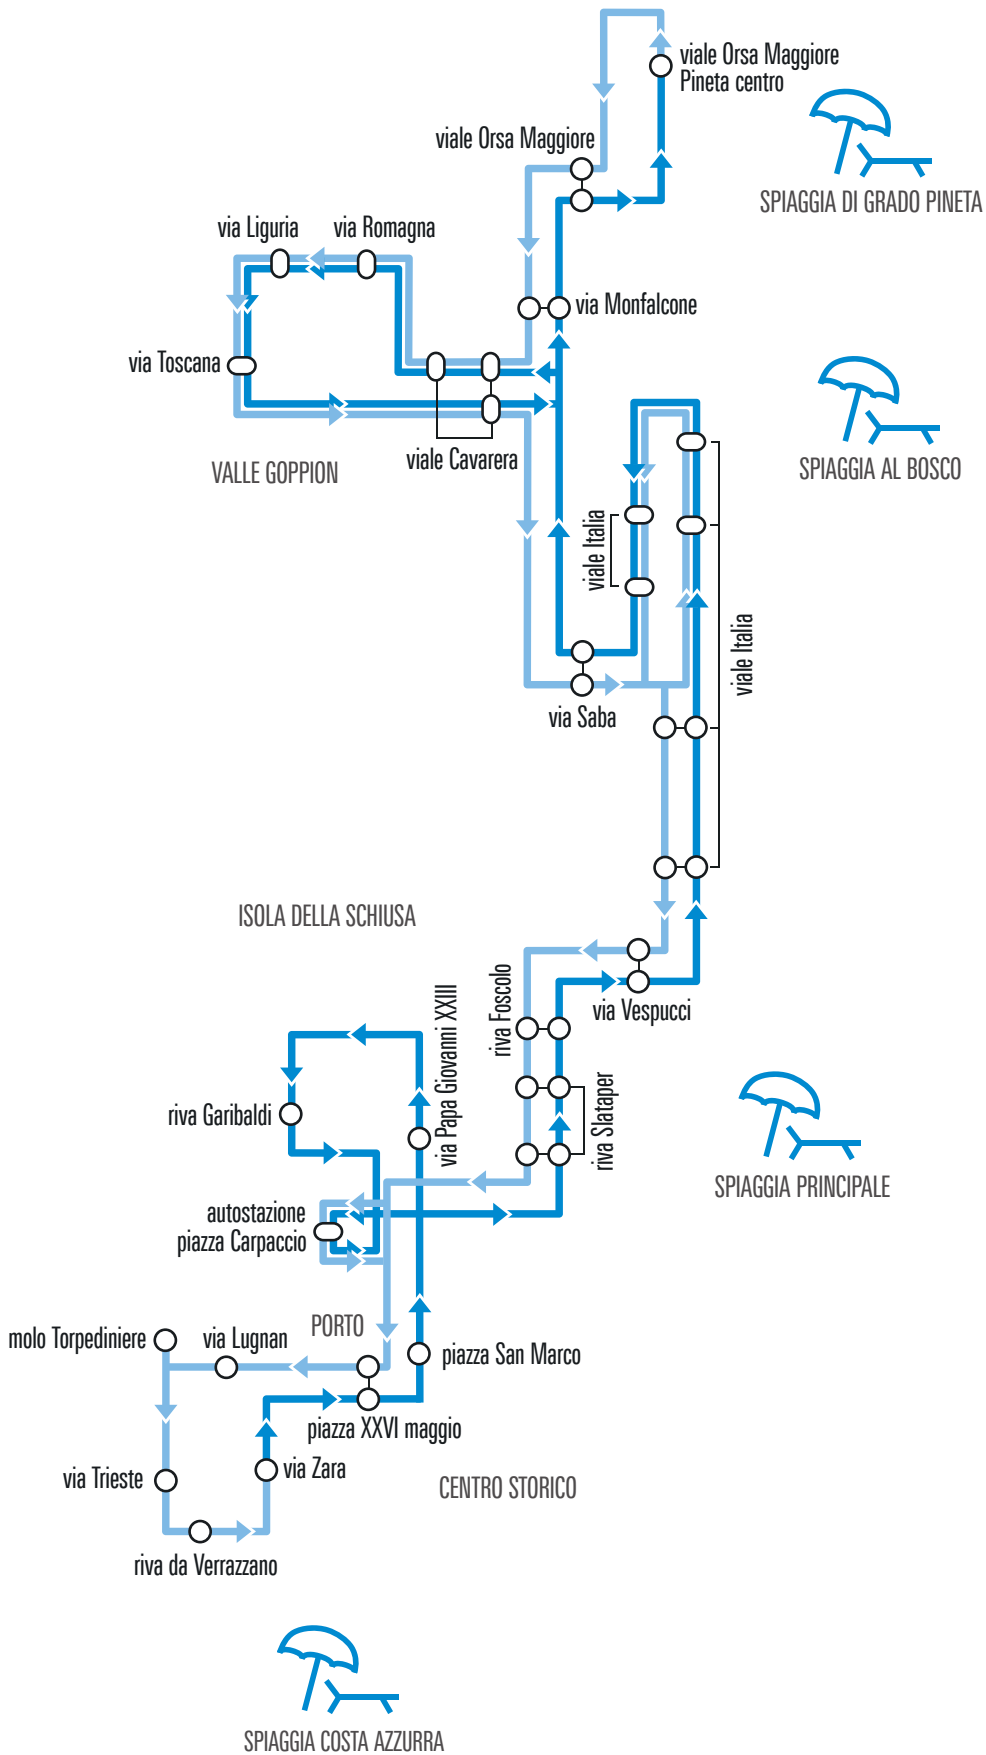 viale Orsa Maggiore
Pineta centro
viale Orsa Maggiore
SPIAGGIA DI GRADO PINETA
via Liguria
via Romagna
via Monfalcone
via Toscana
viale Cavarera
VALLE GOPPION
SPIAGGIA AL BOSCO
viale Italia
viale Italia
via Saba
ISOLA DELLA SCHIUSA
riva Foscolo
via Vespucci
via Papa Giovanni XXIII
riva Garibaldi
riva Slataper
SPIAGGIA PRINCIPALE
autostazione
piazza Carpaccio
PORTO
molo Torpediniere
via Lugnan
piazza San Marco
piazza XXVI maggio
via Trieste
via Zara
CENTRO STORICO
riva da Verrazzano
SPIAGGIA COSTA AZZURRA